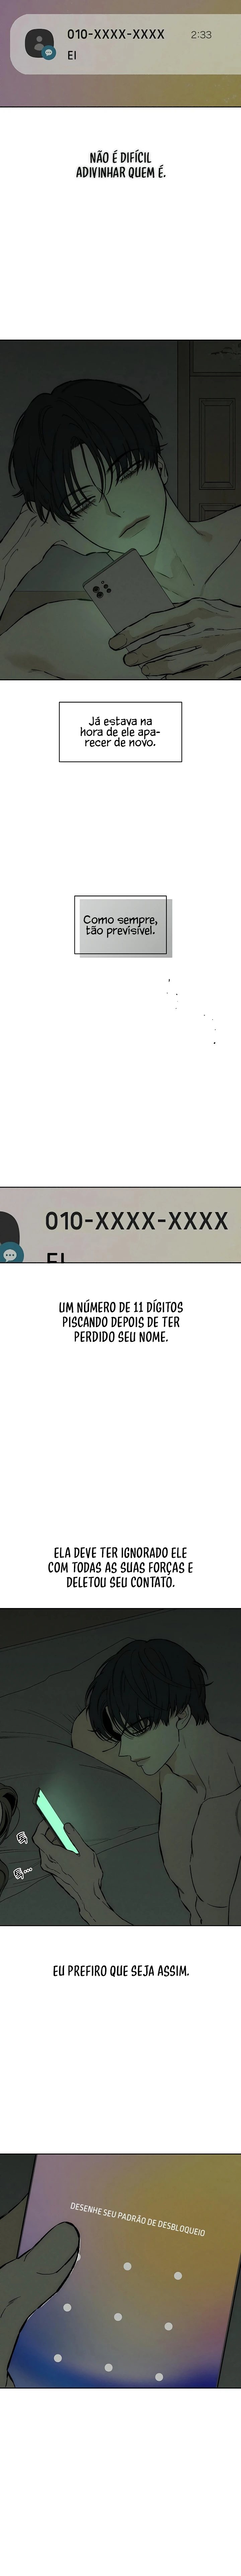 010-XXXX-XXXX 2:33
EI
NÃO É DIFÍCIL
ADIVINHAR QUEM É.
Já estava na
hora de ele apa-
recer de novo.
Como sempre,
tão previsível.
010-XXXX-XXXX
EI
UM NÚMERO DE 11 DÍGITOS
PISCANDO DEPOIS DE TER
PERDIDO SEU NOME.
ELA DEVE TER IGNORADO ELE
COM TODAS AS SUAS FORÇAS E
DELETOU SEU CONTATO.
EU PREFIRO QUE SEJA ASSIM.
DESENHE SEU PADRÃO DE DESBLOQUEIO